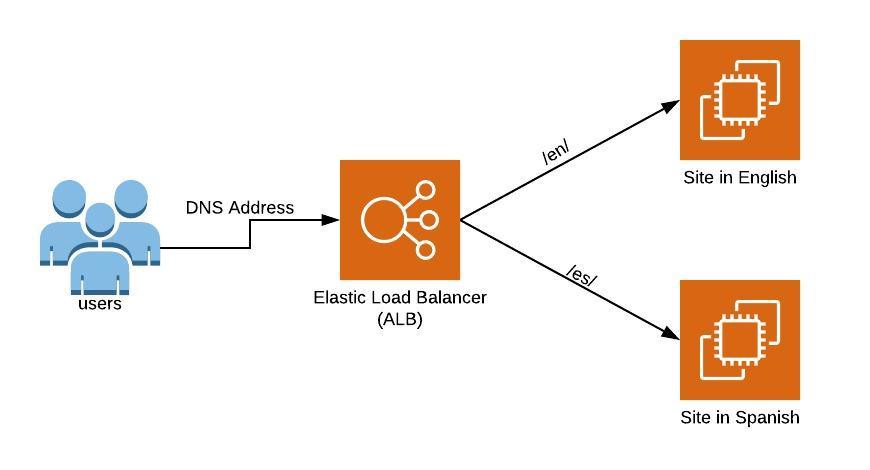 users
DNS Address
Elastic Load Balancer
(ALB)
/en/
/es/
Site in English
Site in Spanish